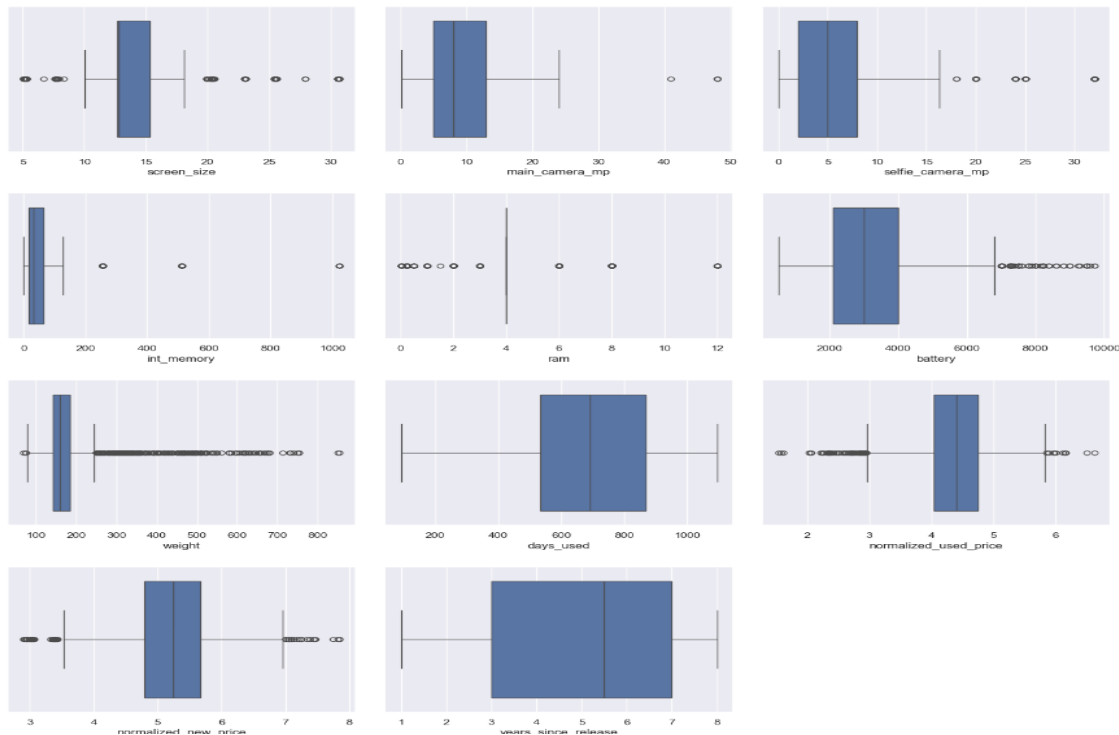 5 10 15 20 25 30
screen_size
0 10 20 30 40 50
main_camera_mp
0 5 10 15 20 25 30
selfie_camera_mp
0 200 400 600 800 1000
int_memory
0 2 4 6 8 10 12
ram
2000 4000 6000 8000 10000
battery
100 200 300 400 500 600 700 800
weight
200 400 600 800 1000
days_used
2 3 4 5 6
normalized_used_price
3 4 5 6 7 8
normalized_new_price
1 2 3 4 5 6 7 8
years_since_release